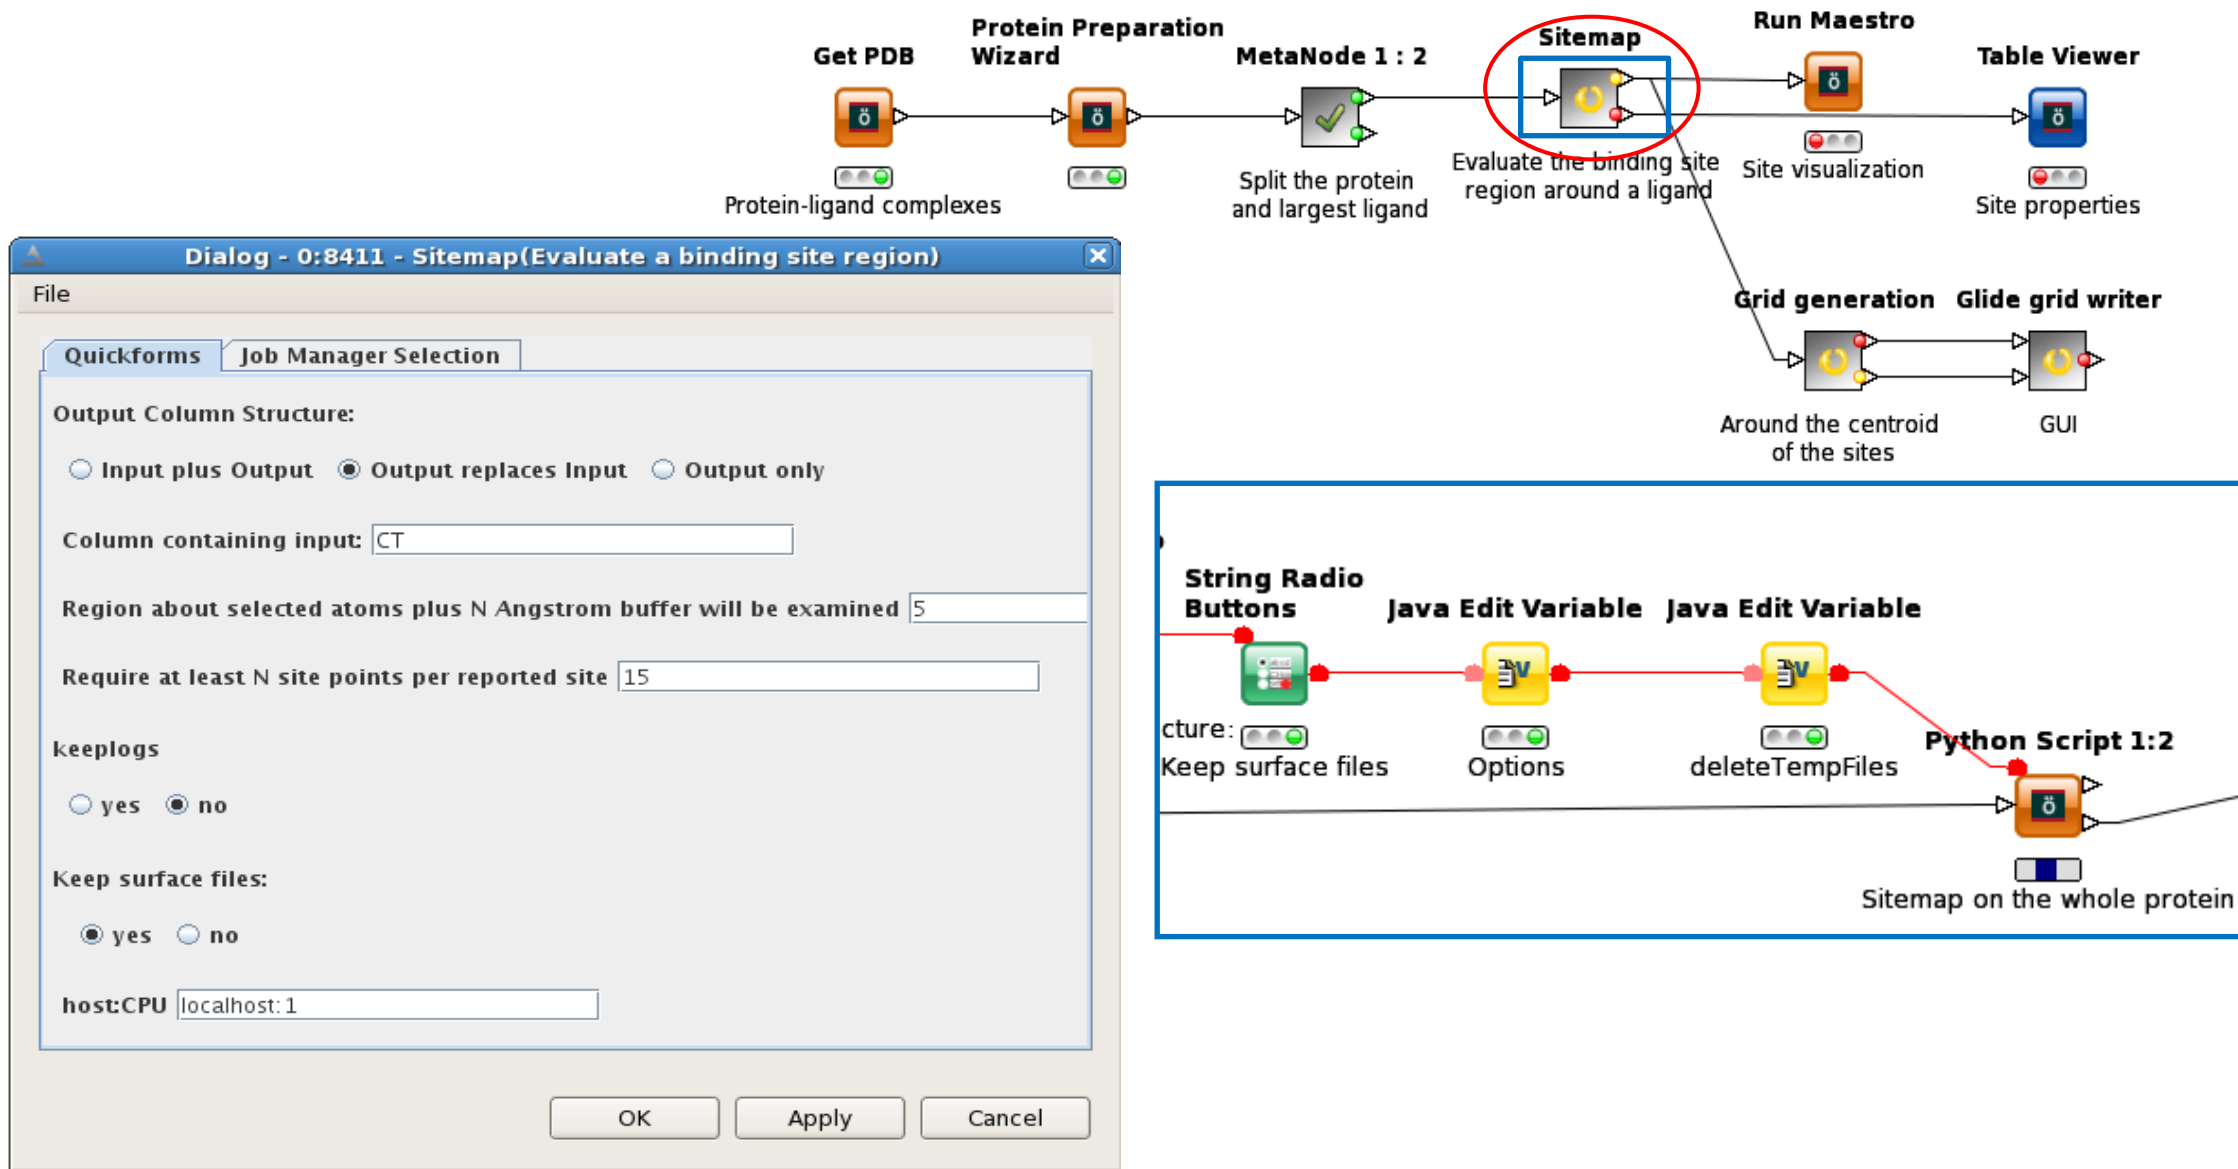 Get PDB
Protein-ligand complexes
Protein Preparation
Wizard
MetaNode 1 : 2
Split the protein
and largest ligand
Sitemap
Evaluate the binding site
region around a ligand
Run Maestro
Site visualization
Table Viewer
Site properties
Grid generation
Around the centroid
of the sites
Glide grid writer
GUI
Dialog - 0:8411 - Sitemap(Evaluate a binding site region)
File
Quickforms
Job Manager Selection
Output Column Structure:
Input plus Output Output replaces Input Output only
Column containing input: CT
Region about selected atoms plus N Angstrom buffer will be examined 5
Require at least N site points per reported site 15
keeplogs
yes no
Keep surface files:
yes no
host:CPU localhost:1
OK Apply Cancel
String Radio
Buttons
cture:
Keep surface files
Java Edit Variable
Options
Java Edit Variable
deleteTempFiles
Python Script 1:2
Sitemap on the whole protein